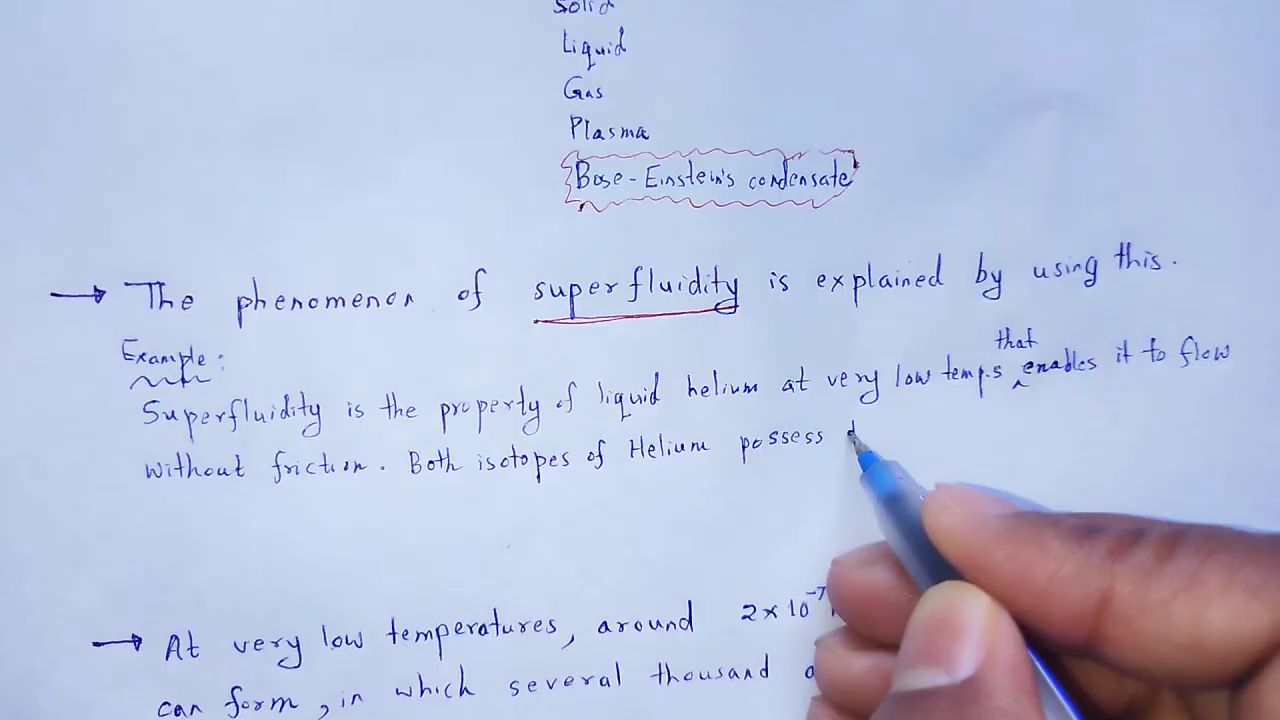 Solid
Liquid
Gas
Plasma
Bose-Einstein's condensate
→ The phenomenon of superfluidity is explained by using this.
Example:
that
Superfluidity is the property of liquid helium at very low temps ^ enables it to flow
without friction. Both isotopes of Helium possess
→ At very low temperatures, around 2×10⁻⁷
can form, in which several thousand